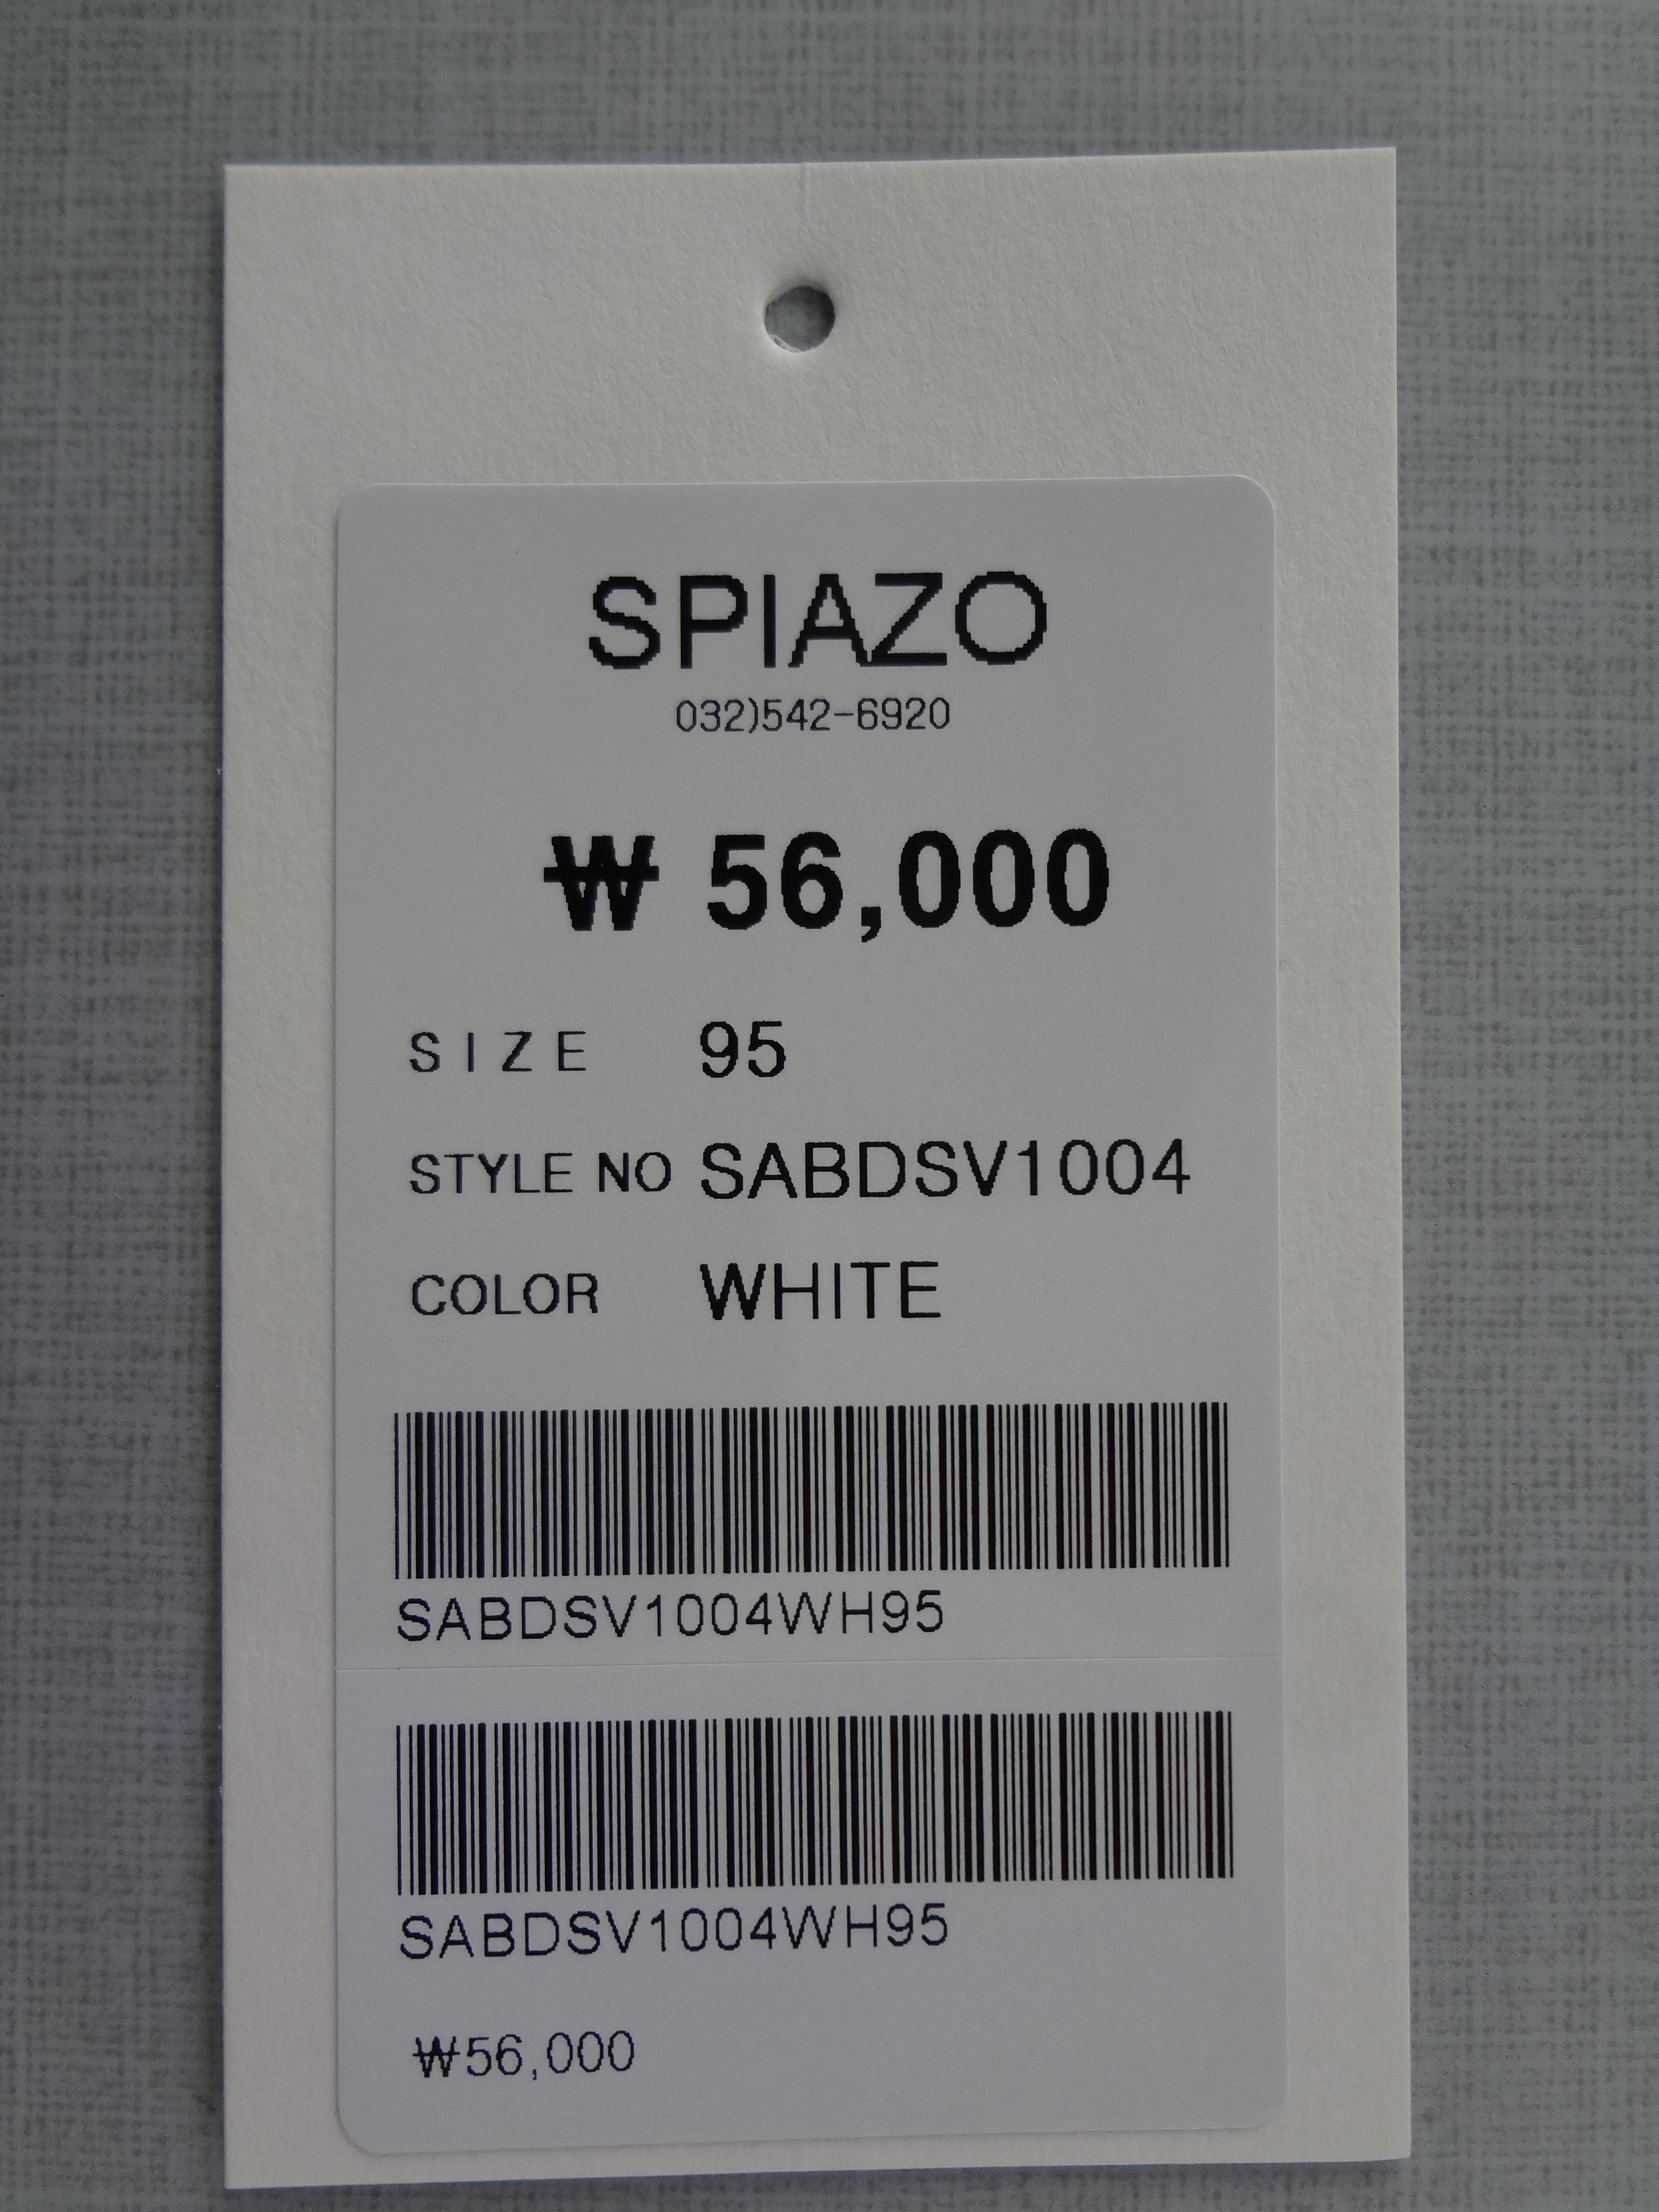 SPIAZO
032)542-6920
₩ 56,000
SIZE 95
STYLE NO SABDSV1004
COLOR WHITE
SABDSV1004WH95
SABDSV1004WH95
₩56,000